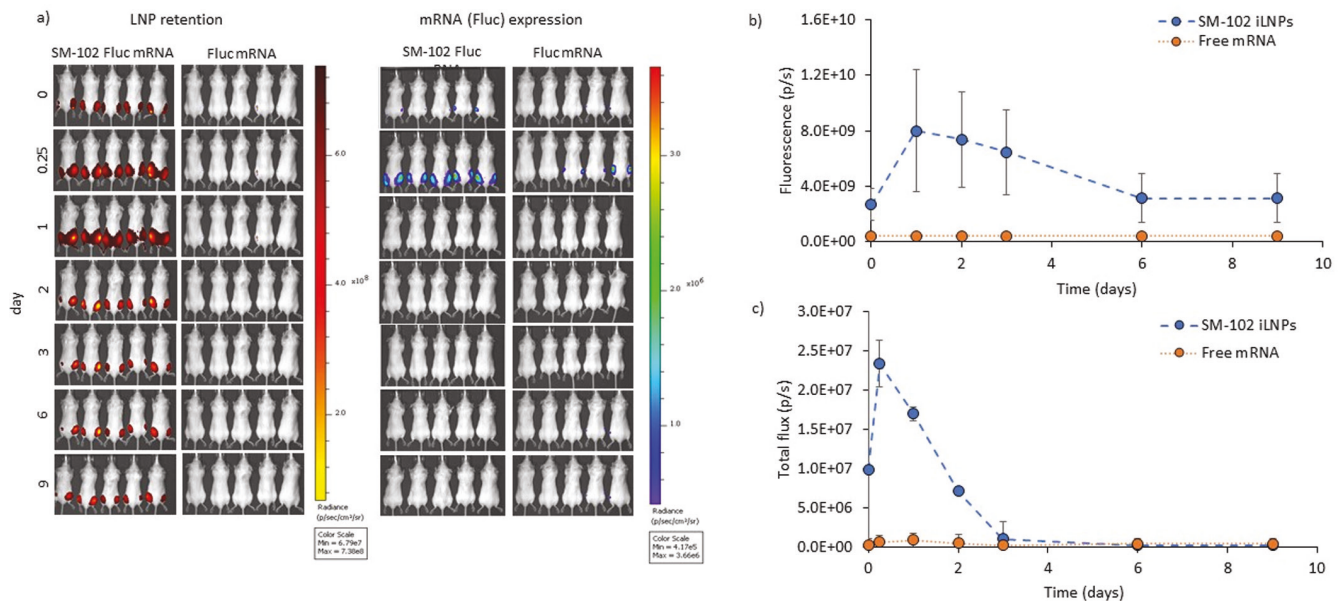 a)
LNP retention
mRNA (Fluc) expression
SM-102 Fluc mRNA
Fluc mRNA
SM-102 Fluc
Fluc mRNA
day
0
0.25
1
2
3
6
9
6.0
4.0 x10⁸
2.0
Radiance
(p/sec/cm²/sr)
Color Scale
Min = 6.79e7
Max = 7.38e8
3.0
2.0 x10⁶
1.0
Radiance
(p/sec/cm²/sr)
Color Scale
Min = 4.17e5
Max = 3.66e6
b)
1.6E+10
1.2E+10
8.0E+09
4.0E+09
0.0E+00
Fluorescence (p/s)
SM-102 iLNPs
Free mRNA
0 2 4 6 8 10
Time (days)
c)
3.0E+07
2.5E+07
2.0E+07
1.5E+07
1.0E+07
5.0E+06
0.0E+00
Total flux (p/s)
SM-102 iLNPs
Free mRNA
0 2 4 6 8 10
Time (days)